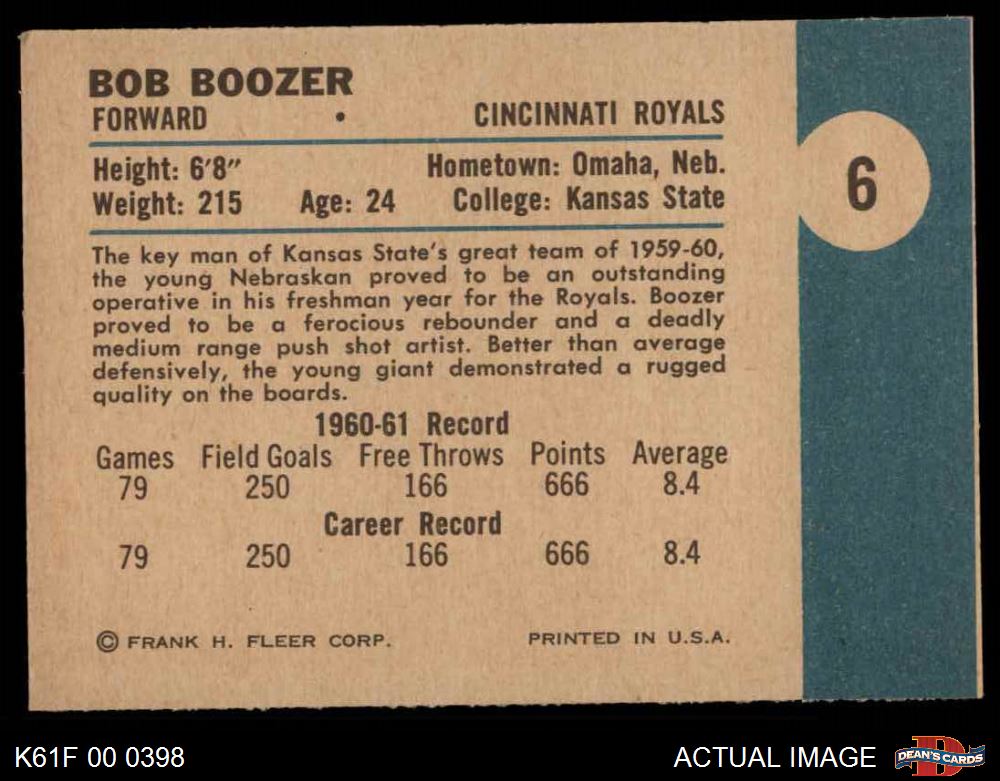 BOB BOOZER
FORWARD • CINCINNATI ROYALS
Height: 6'8" Hometown: Omaha, Neb.
Weight: 215 Age: 24 College: Kansas State
6
The key man of Kansas State's great team of 1959-60,
the young Nebraskan proved to be an outstanding
operative in his freshman year for the Royals. Boozer
proved to be a ferocious rebounder and a deadly
medium range push shot artist. Better than average
defensively, the young giant demonstrated a rugged
quality on the boards.
1960-61 Record
Games Field Goals Free Throws Points Average
79 250 166 666 8.4
Career Record
79 250 166 666 8.4
© FRANK H. FLEER CORP. PRINTED IN U.S.A.
K61F 00 0398 ACTUAL IMAGE DEAN'S CARDS